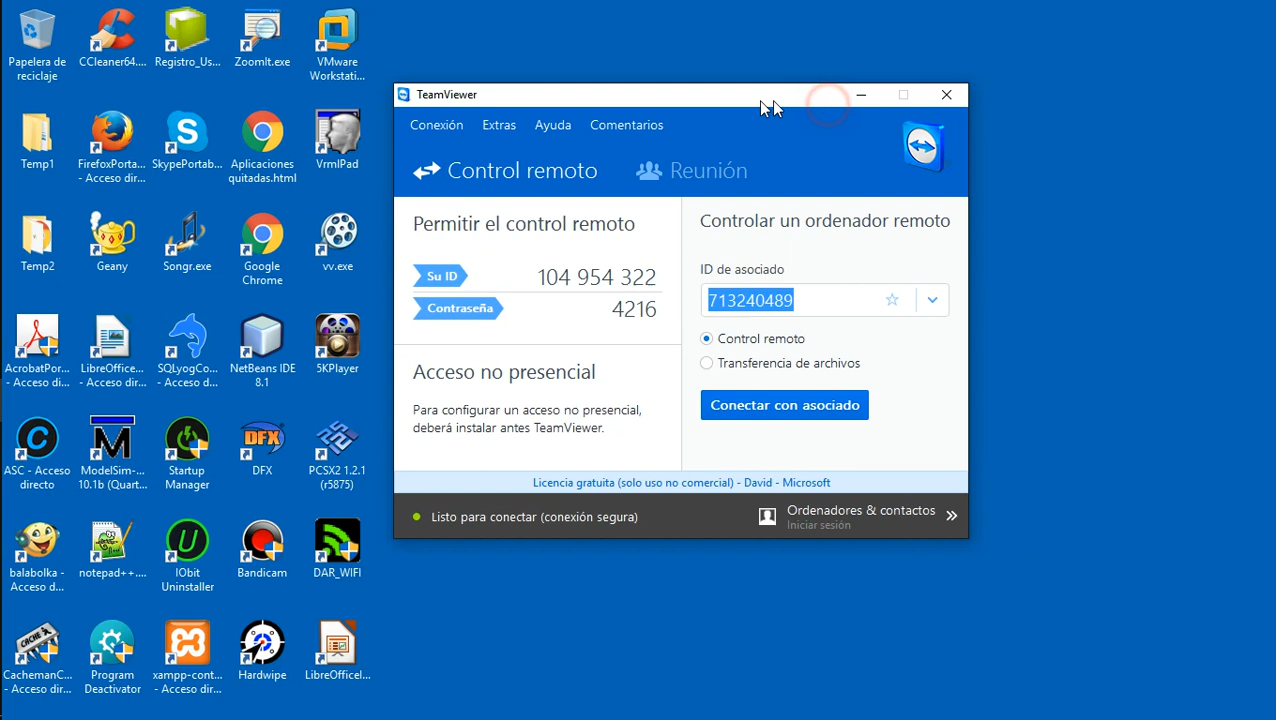 Papelera de
reciclaje
CCleaner64....
Registro_Us...
ZoomIt.exe
VMware
Workstati...
Temp1
FirefoxPorta...
- Acceso dir...
SkypePortab...
Aplicaciones
quitadas.html
VrmlPad
Temp2
Geany
Songr.exe
Google
Chrome
vv.exe
AcrobatPor...
- Acceso dir...
LibreOffice...
- Acceso dir...
SQLyogCo...
- Acceso d...
NetBeans IDE
8.1
5KPlayer
ASC - Acceso
directo
ModelSim-...
10.1b (Quart...
Startup
Manager
DFX
DFX
PCSX2 1.2.1
(r5875)
balabolka -
Acceso d...
notepad++....
IObit
Uninstaller
Bandicam
DAR_WIFI
CACHE
CachemanC...
- Acceso dir...
Program
Deactivator
xampp-cont...
- Acceso dir...
Hardwipe
LibreOfficeI...
TeamViewer
Conexión Extras Ayuda Comentarios
Control remoto Reunión
Permitir el control remoto
Su ID 104 954 322
Contraseña 4216
Acceso no presencial
Para configurar un acceso no presencial,
deberá instalar antes TeamViewer.
Controlar un ordenador remoto
ID de asociado
713240489
Control remoto
Transferencia de archivos
Conectar con asociado
Licencia gratuita (solo uso no comercial) - David - Microsoft
Listo para conectar (conexión segura)
Ordenadores & contactos
Iniciar sesión